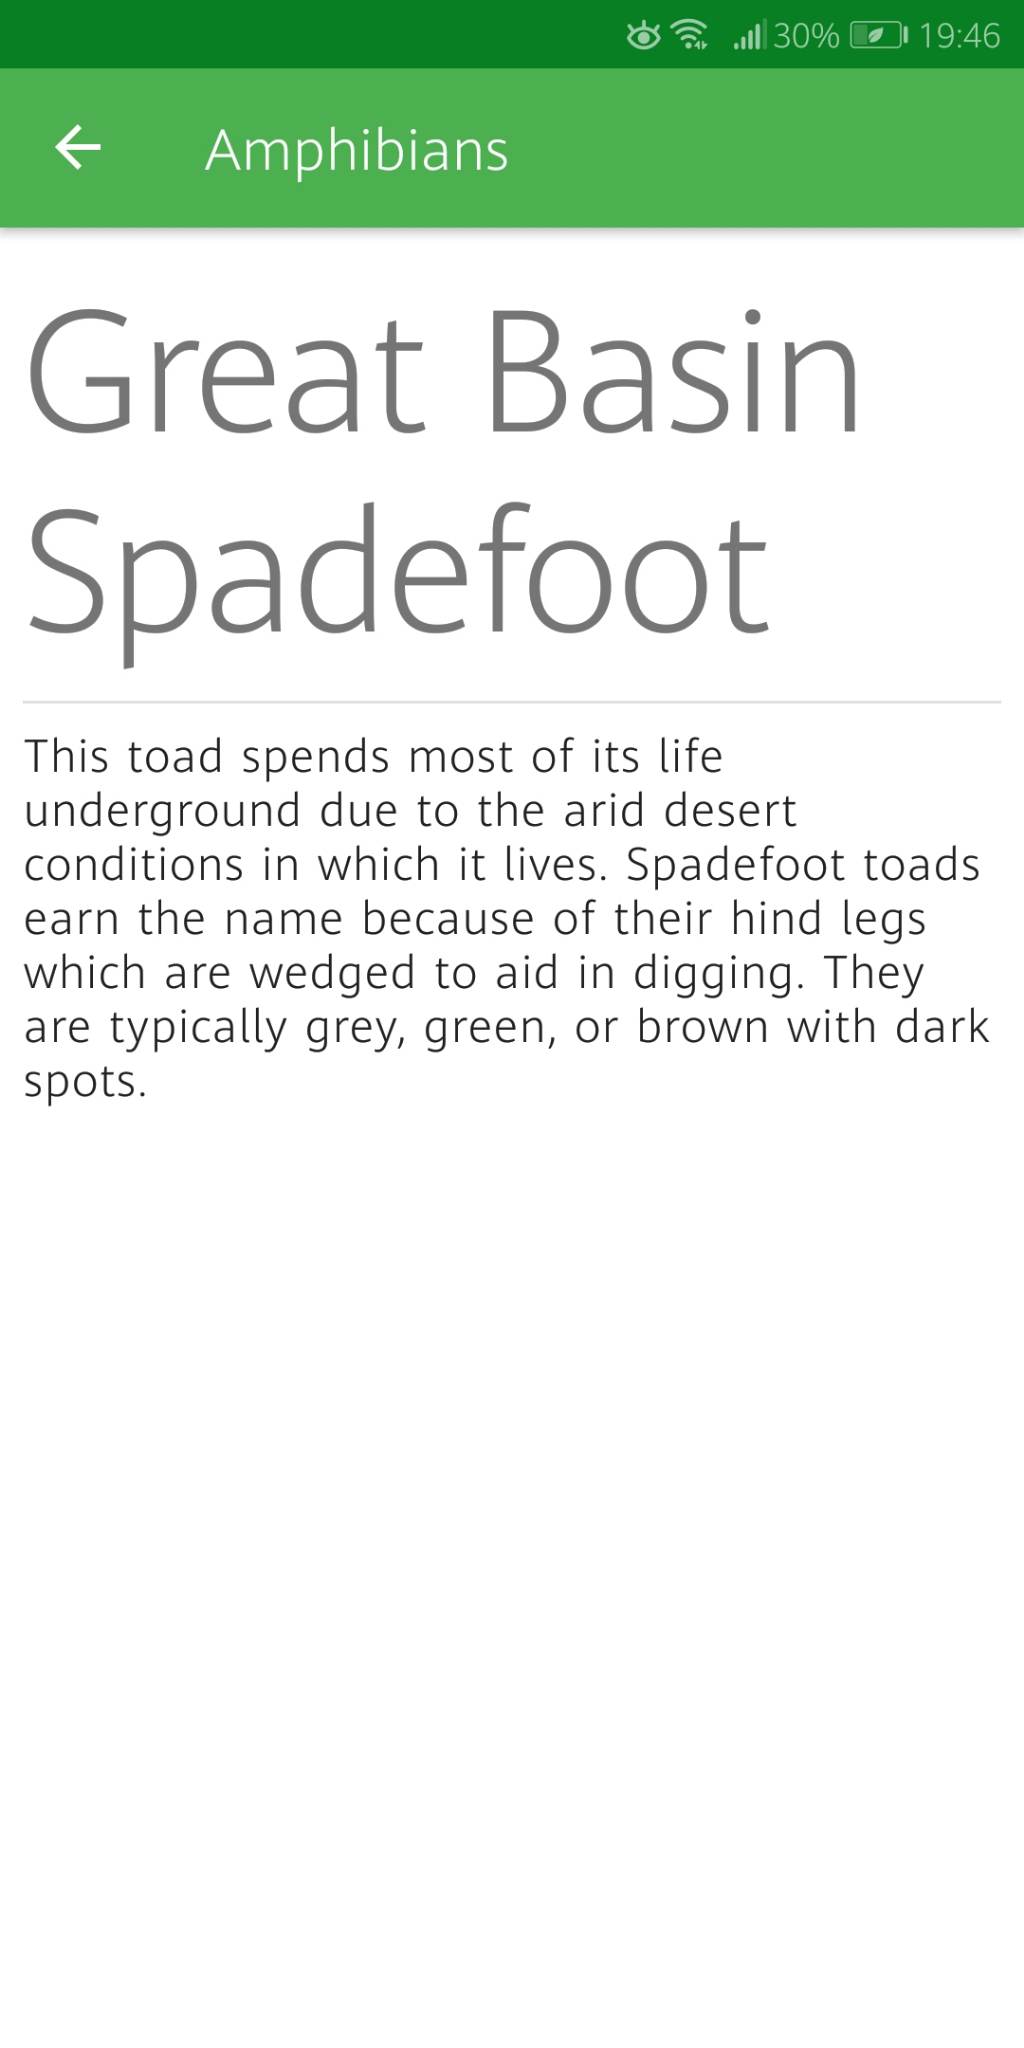 30% 19:46
Amphibians
Great Basin
Spadefoot
This toad spends most of its life
underground due to the arid desert
conditions in which it lives. Spadefoot toads
earn the name because of their hind legs
which are wedged to aid in digging. They
are typically grey, green, or brown with dark
spots.